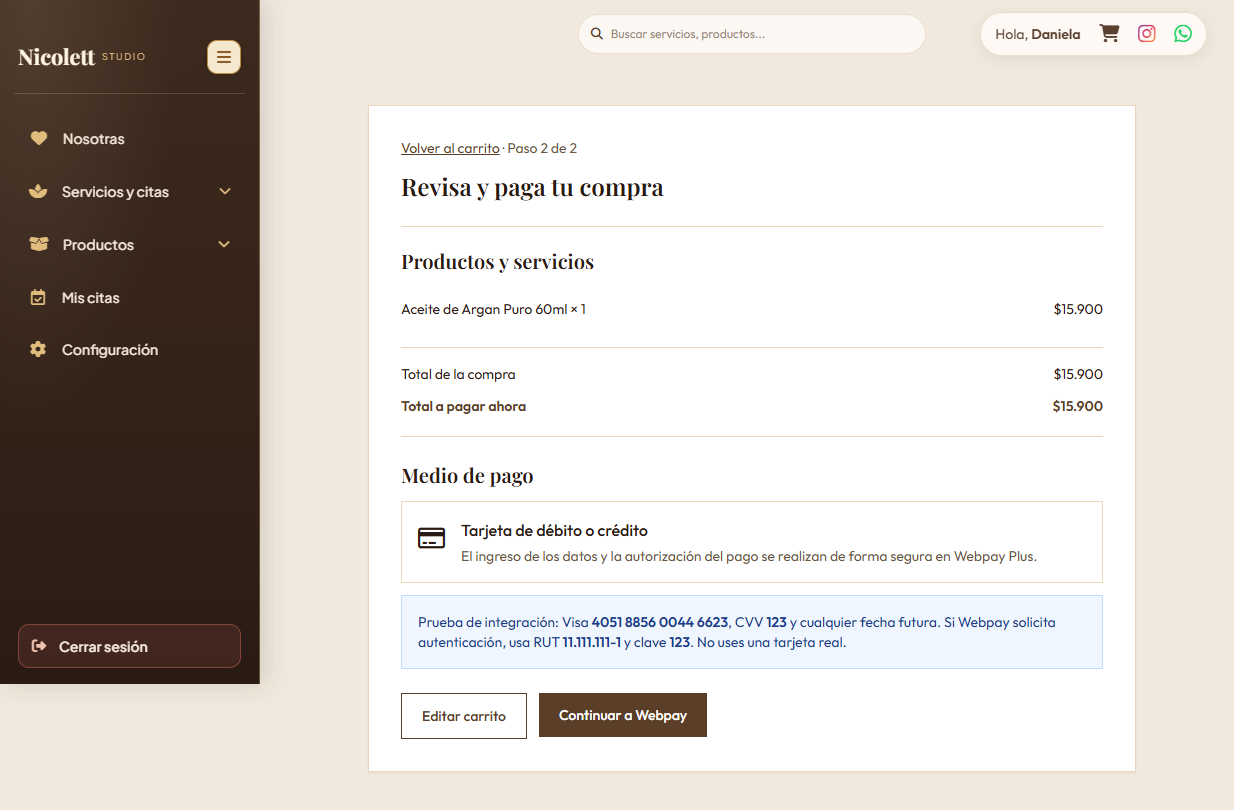 Nicolett STUDIO
Nosotras
Servicios y citas
Productos
Mis citas
Configuración
Cerrar sesión
Buscar servicios, productos...
Hola, Daniela
Volver al carrito · Paso 2 de 2
Revisa y paga tu compra
Productos y servicios
Aceite de Argan Puro 60ml × 1 $15.900
Total de la compra $15.900
Total a pagar ahora $15.900
Medio de pago
Tarjeta de débito o crédito
El ingreso de los datos y la autorización del pago se realizan de forma segura en Webpay Plus.
Prueba de integración: Visa 4051 8856 0044 6623, CVV 123 y cualquier fecha futura. Si Webpay solicita
autenticación, usa RUT 11.111.111-1 y clave 123. No uses una tarjeta real.
Editar carrito
Continuar a Webpay